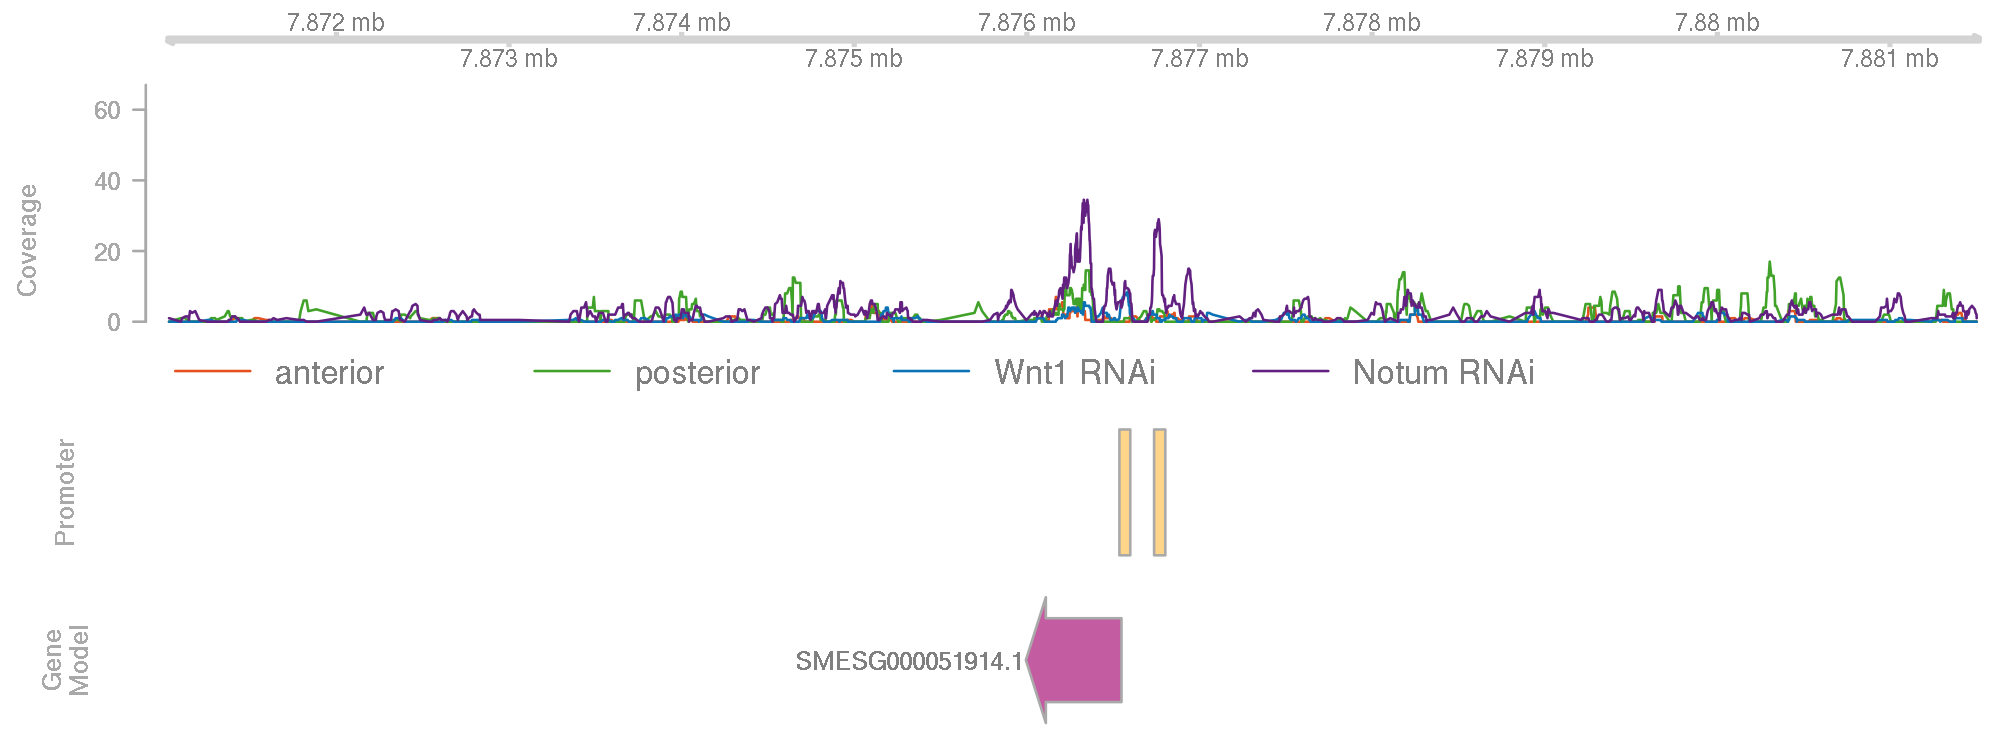 7.872 mb 7.874 mb 7.876 mb 7.878 mb 7.88 mb
7.873 mb 7.875 mb 7.877 mb 7.879 mb 7.881 mb
Coverage
60
40
20
0
anterior posterior Wnt1 RNAi Notum RNAi
Promoter
Gene
Model
SMESG000051914.1